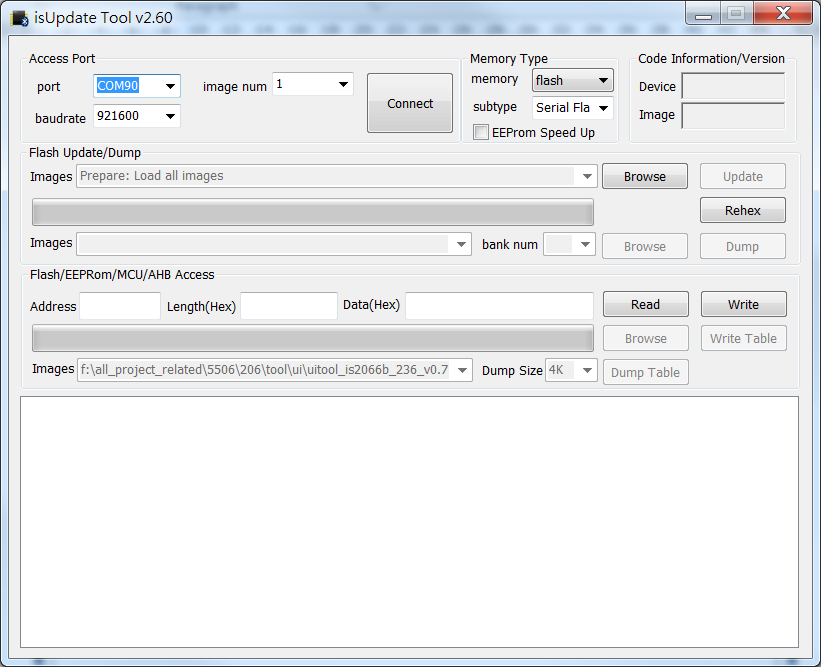 isUpdate Tool v2.60
Access Port
port COM90 image num 1 Connect
baudrate 921600
Memory Type
memory flash
subtype Serial Fla
EEProm Speed Up
Code Information/Version
Device
Image
Flash Update/Dump
Images Prepare: Load all images Browse Update
Rehex
Images bank num Browse Dump
Flash/EEPRom/MCU/AHB Access
Address Length(Hex) Data(Hex) Read Write
Browse Write Table
Images f:\all_project_related\5506\206\tool\ui\uitool_is2066b_236_v0.7 Dump Size 4K Dump Table